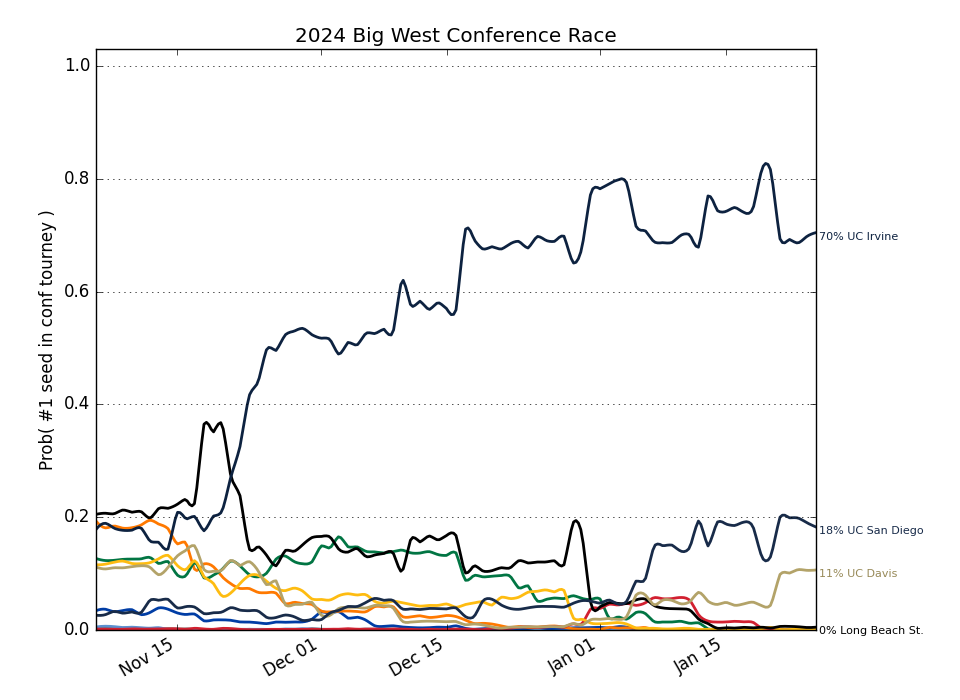 2024 Big West Conference Race
Prob( #1 seed in conf tourney )
1.0
0.8
0.6
0.4
0.2
0.0
Nov 15
Dec 01
Dec 15
Jan 01
Jan 15
70% UC Irvine
18% UC San Diego
11% UC Davis
0% Long Beach St.